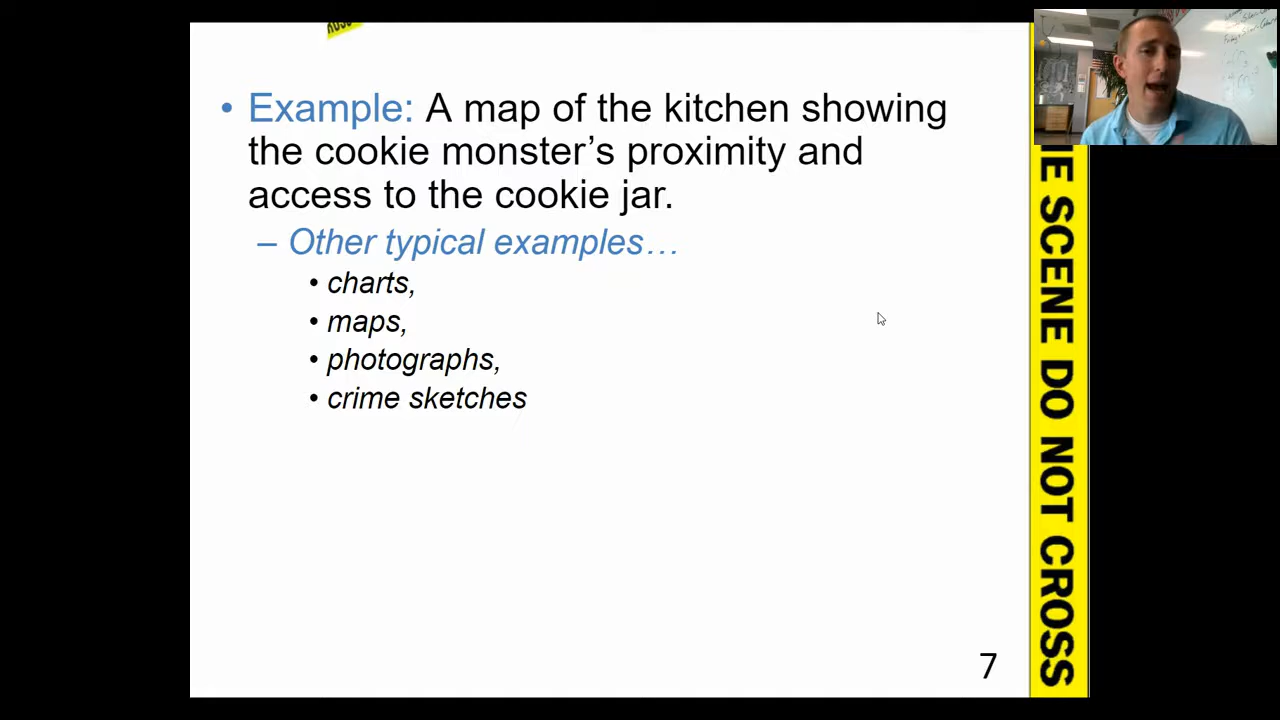 • Example: A map of the kitchen showing
the cookie monster’s proximity and
access to the cookie jar.
– Other typical examples…
• charts,
• maps,
• photographs,
• crime sketches
7
SCENE DO NOT CROSS